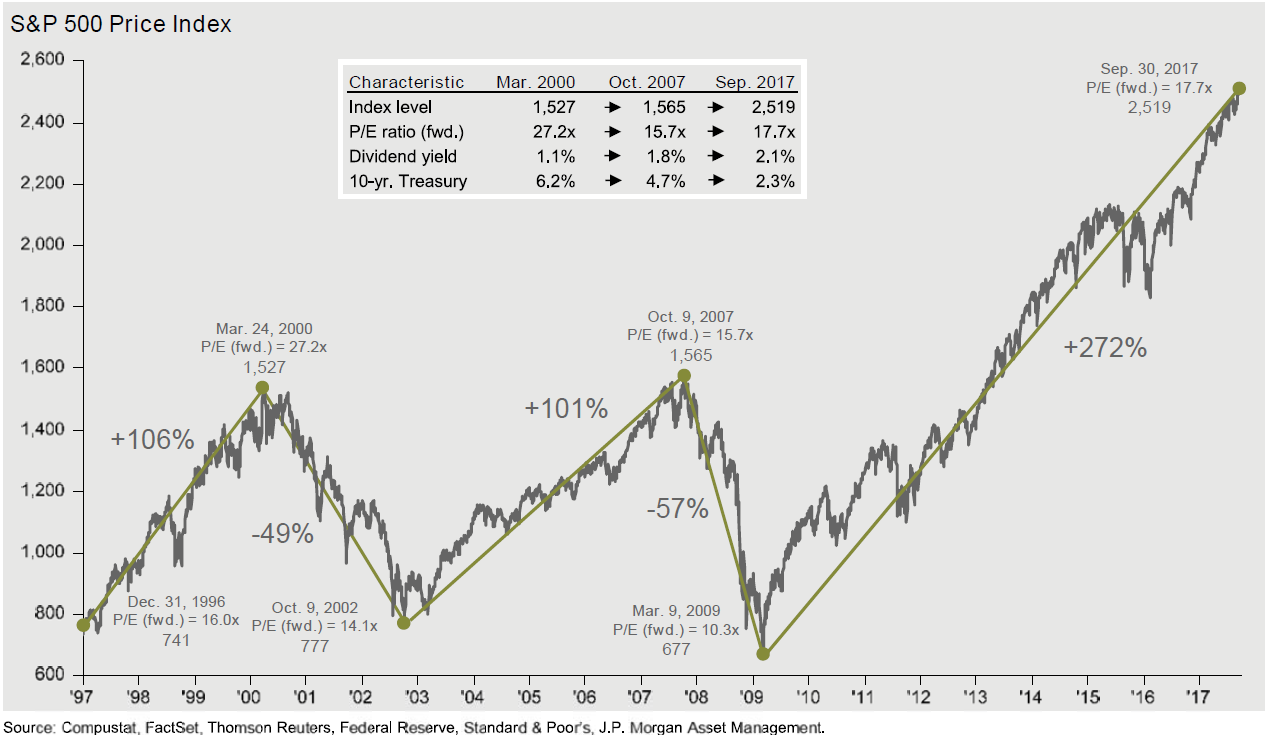 S&P 500 Price Index
2,600
2,400
2,200
2,000
1,800
1,600
1,400
1,200
1,000
800
600
Characteristic Mar. 2000 Oct. 2007 Sep. 2017
Index level 1,527 → 1,565 → 2,519
P/E ratio (fwd.) 27.2x → 15.7x → 17.7x
Dividend yield 1.1% → 1.8% → 2.1%
10-yr. Treasury 6.2% → 4.7% → 2.3%
Sep. 30, 2017
P/E (fwd.) = 17.7x
2,519
Mar. 24, 2000
P/E (fwd.) = 27.2x
1,527
Oct. 9, 2007
P/E (fwd.) = 15.7x
1,565
+106%
-49%
+101%
-57%
+272%
Dec. 31, 1996
P/E (fwd.) = 16.0x
741
Oct. 9, 2002
P/E (fwd.) = 14.1x
777
Mar. 9, 2009
P/E (fwd.) = 10.3x
677
'97 '98 '99 '00 '01 '02 '03 '04 '05 '06 '07 '08 '09 '10 '11 '12 '13 '14 '15 '16 '17
Source: Compustat, FactSet, Thomson Reuters, Federal Reserve, Standard & Poor's, J.P. Morgan Asset Management.